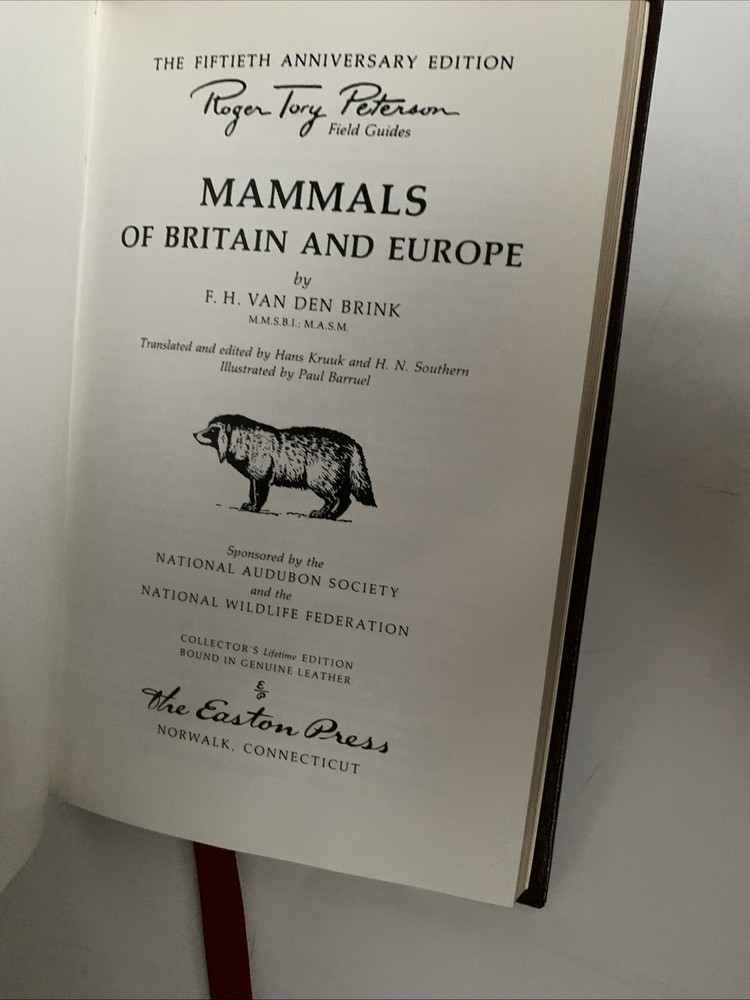 THE FIFTIETH ANNIVERSARY EDITION
Roger Tory Peterson
Field Guides
MAMMALS
OF BRITAIN AND EUROPE
by
F. H. VAN DEN BRINK
M.M.S.B.I.; M.A.S.M.
Translated and edited by Hans Kruuk and H. N. Southern
Illustrated by Paul Barruel
Sponsored by the
NATIONAL AUDUBON SOCIETY
and the
NATIONAL WILDLIFE FEDERATION
COLLECTOR'S Lifetime EDITION
BOUND IN GENUINE LEATHER
The Easton Press
NORWALK, CONNECTICUT